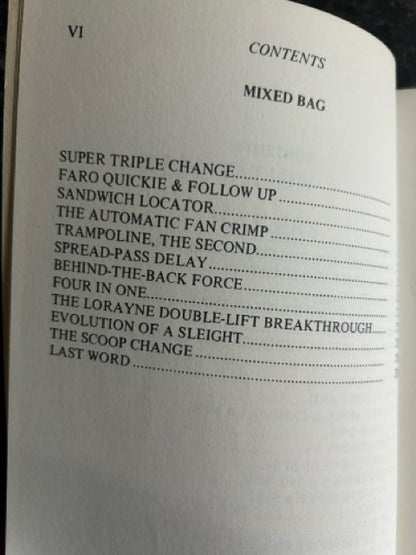 VI
CONTENTS
MIXED BAG
SUPER TRIPLE CHANGE
FARO QUICKIE & FOLLOW UP
SANDWICH LOCATOR
THE AUTOMATIC FAN CRIMP
TRAMPOLINE, THE SECOND
SPREAD-PASS DELAY
BEHIND-THE-BACK FORCE
FOUR IN ONE
THE LORAYNE DOUBLE-LIFT BREAKTHROUGH
EVOLUTION OF A SLEIGHT
THE SCOOP CHANGE
LAST WORD